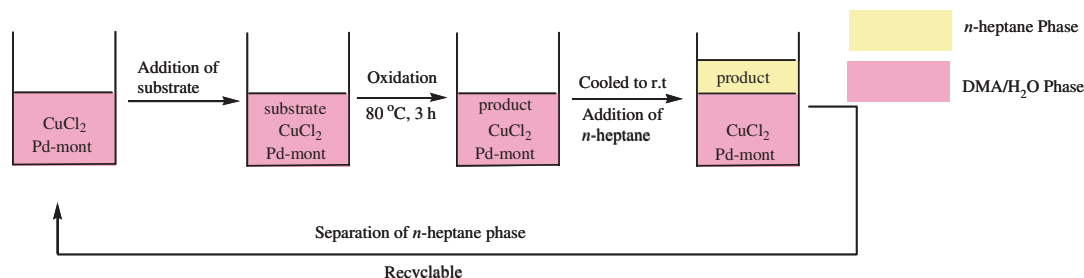 CuCl2
Pd-mont
Addition of
substrate
substrate
CuCl2
Pd-mont
Oxidation
80 °C, 3 h
product
CuCl2
Pd-mont
Cooled to r.t
Addition of
n-heptane
product
CuCl2
Pd-mont
n-heptane Phase
DMA/H2O Phase
Separation of n-heptane phase
Recyclable